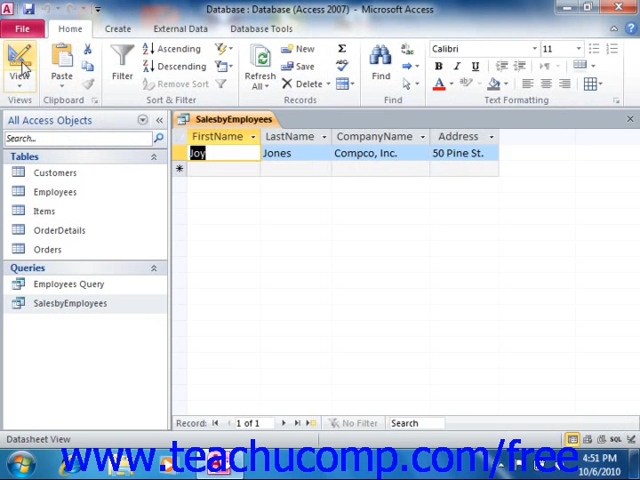 Database : Database (Access 2007) - Microsoft Access
File Home Create External Data Database Tools
View
Views
Paste
Clipboard
Filter
Ascending
Descending
Remove Sort
Sort & Filter
Refresh All
New
Save
Delete
Records
Find
Find
Calibri 11
B I U
Text Formatting
All Access Objects
Search...
Tables
Customers
Employees
Items
OrderDetails
Orders
Queries
Employees Query
SalesbyEmployees
SalesbyEmployees
FirstName LastName CompanyName Address
Joy Jones Compco, Inc. 50 Pine St.
Record: 1 of 1 No Filter Search
Datasheet View
SQL
www.teachucomp.com/free
4:51 PM
10/6/2010